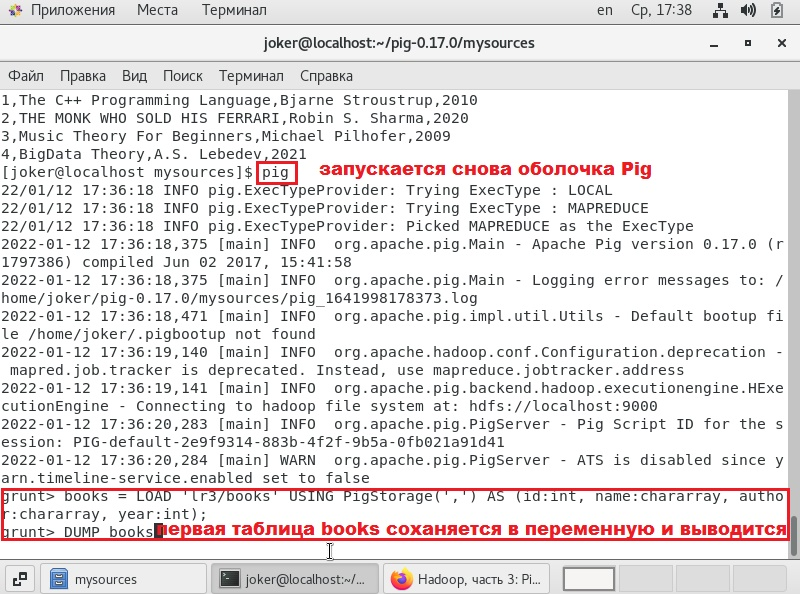 Приложения Места Терминал en Ср, 17:38
joker@localhost:~/pig-0.17.0/mysources
Файл Правка Вид Поиск Терминал Справка
1,The C++ Programming Language,Bjarne Stroustrup,2010
2,THE MONK WHO SOLD HIS FERRARI,Robin S. Sharma,2020
3,Music Theory For Beginners,Michael Pilhofer,2009
4,BigData Theory,A.S. Lebedev,2021
[joker@localhost mysources]$ pig запускается снова оболочка Pig
22/01/12 17:36:18 INFO pig.ExecTypeProvider: Trying ExecType : LOCAL
22/01/12 17:36:18 INFO pig.ExecTypeProvider: Trying ExecType : MAPREDUCE
22/01/12 17:36:18 INFO pig.ExecTypeProvider: Picked MAPREDUCE as the ExecType
2022-01-12 17:36:18,375 [main] INFO  org.apache.pig.Main - Apache Pig version 0.17.0 (r
1797386) compiled Jun 02 2017, 15:41:58
2022-01-12 17:36:18,375 [main] INFO  org.apache.pig.Main - Logging error messages to: /
home/joker/pig-0.17.0/mysources/pig_1641998178373.log
2022-01-12 17:36:18,471 [main] INFO  org.apache.pig.impl.util.Utils - Default bootup fi
le /home/joker/.pigbootup not found
2022-01-12 17:36:19,140 [main] INFO  org.apache.hadoop.conf.Configuration.deprecation -
mapred.job.tracker is deprecated. Instead, use mapreduce.jobtracker.address
2022-01-12 17:36:19,141 [main] INFO  org.apache.pig.backend.hadoop.executionengine.HExe
cutionEngine - Connecting to hadoop file system at: hdfs://localhost:9000
2022-01-12 17:36:20,283 [main] INFO  org.apache.pig.PigServer - Pig Script ID for the s
ession: PIG-default-2e9f9314-883b-4f2f-9b5a-0fb021a91d41
2022-01-12 17:36:20,284 [main] WARN  org.apache.pig.PigServer - ATS is disabled since y
arn.timeline-service.enabled set to false
grunt> books = LOAD 'lr3/books' USING PigStorage(',') AS (id:int, name:chararray, autho
r:chararray, year:int);
grunt> DUMP books первая таблица books соханяется в переменную и выводится
mysources joker@localhost:~/... Hadoop, часть 3: Pi...